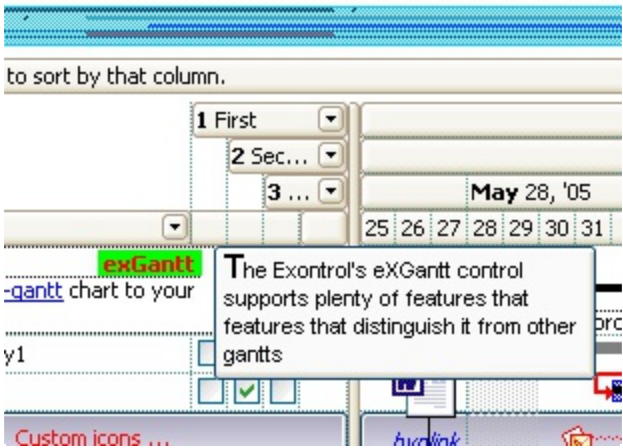 to sort by that column.
1 First
2 Sec...
3 ...
May 28, '05
25 26 27 28 29 30 31
exGantt
-gantt chart to your
The Exontrol's eXGantt control
supports plenty of features that
features that distinguish it from other
gantts
y1
Custom icons ...